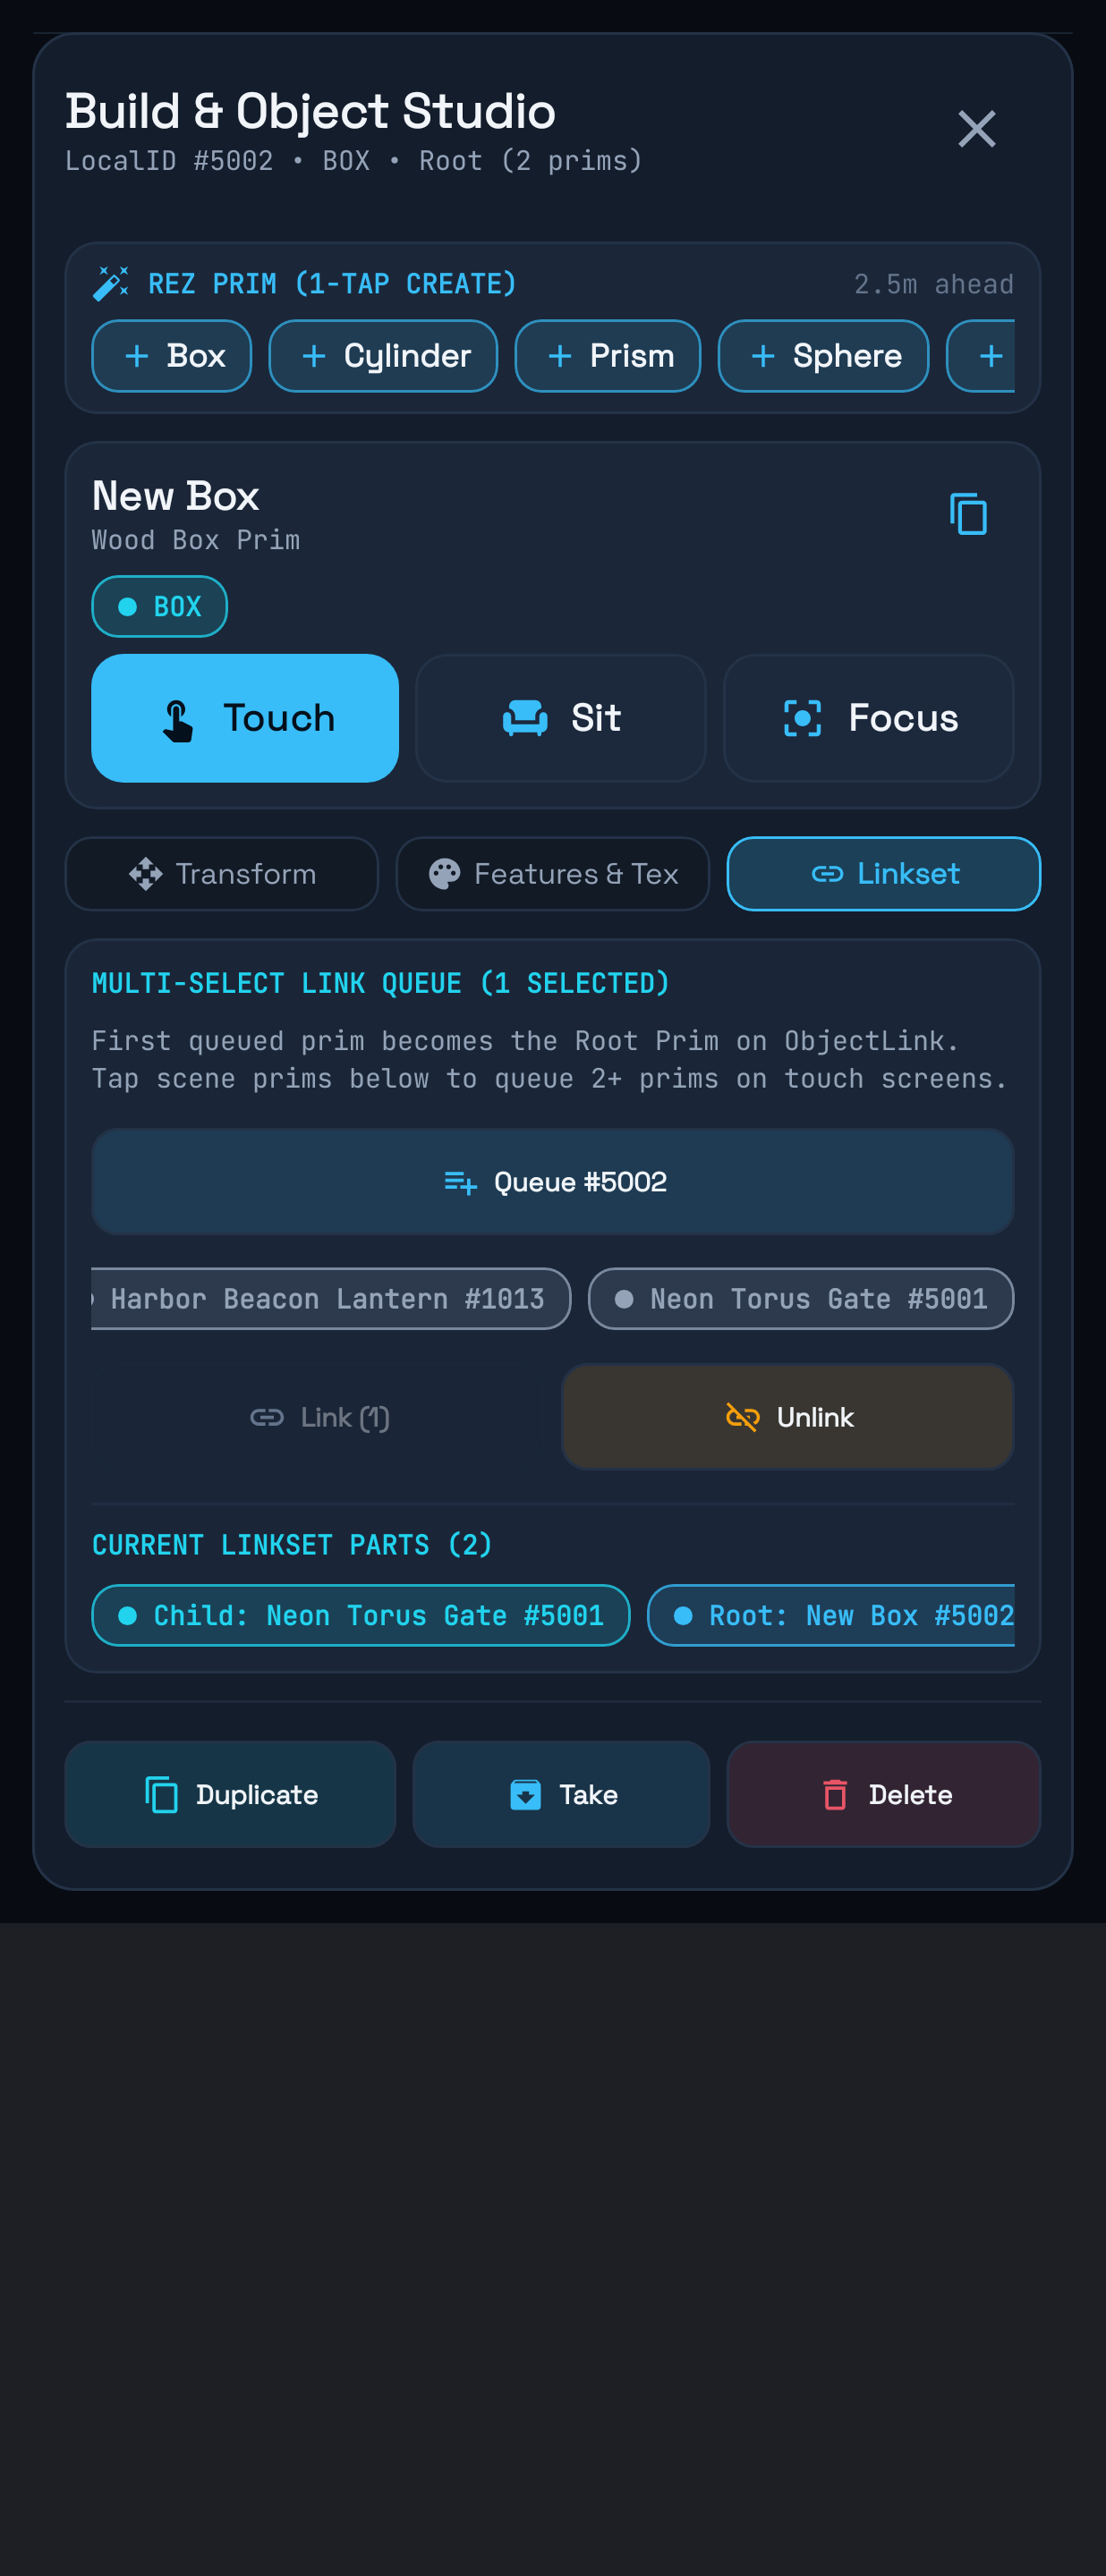 Build & Object Studio
LocalID #5002 • BOX • Root (2 prims)
REZ PRIM (1-TAP CREATE)
2.5m ahead
+ Box
+ Cylinder
+ Prism
+ Sphere
+
New Box
Wood Box Prim
BOX
Touch
Sit
Focus
Transform
Features & Tex
Linkset
MULTI-SELECT LINK QUEUE (1 SELECTED)
First queued prim becomes the Root Prim on ObjectLink.
Tap scene prims below to queue 2+ prims on touch screens.
Queue #5002
Harbor Beacon Lantern #1013
Neon Torus Gate #5001
Link (1)
Unlink
CURRENT LINKSET PARTS (2)
Child: Neon Torus Gate #5001
Root: New Box #5002
Duplicate
Take
Delete